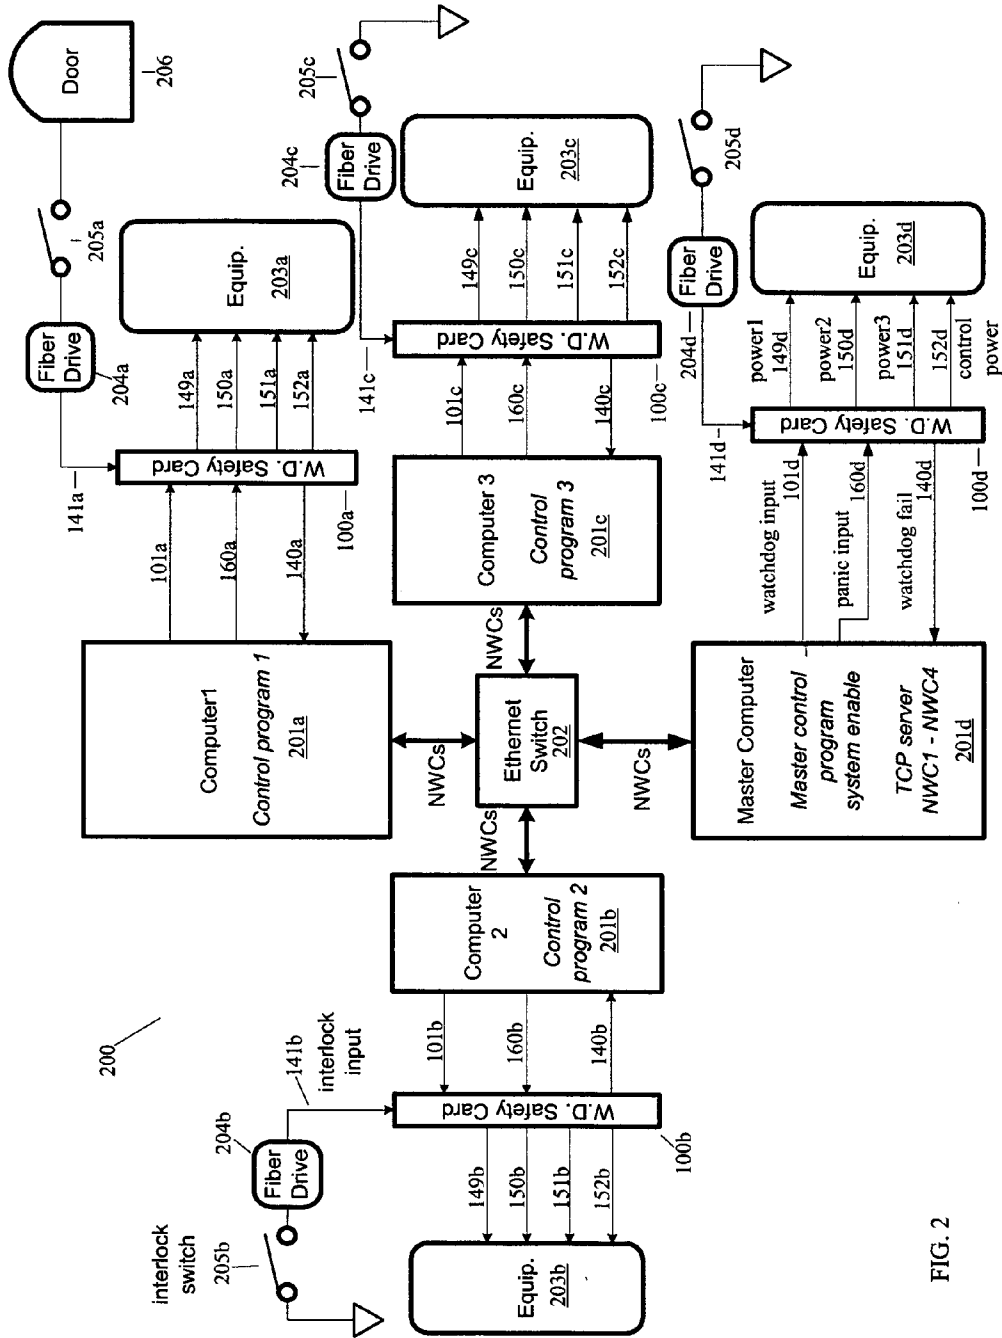 200
Door
206
205a
Fiber
Drive
204a
141a
W.D. Safety Card
100a
149a
150a
151a
152a
Equip.
203a
101a
160a
140a
Computer1
Control program 1
201a
205c
204c
Fiber
Drive
141c
W.D. Safety Card
100c
149c
150c
151c
152c
Equip.
203c
101c
160c
140c
Computer 3
Control
program 3
201c
NWCs
NWCs
NWCs
NWCs
Ethernet
Switch
202
interlock
switch
205b
204b
Fiber
Drive
141b
interlock
input
W.D. Safety Card
100b
149b
150b
151b
152b
Equip.
203b
101b
160b
140b
Computer
2
Control
program 2
201b
Master Computer
Master control
program
system enable
TCP server
NWC1 - NWC4
201d
watchdog input
101d
panic input
160d
watchdog fail
140d
W.D. Safety Card
100d
141d
204d
Fiber
Drive
205d
power1
149d
power2
150d
power3
151d
152d
control
power
Equip.
203d
FIG. 2